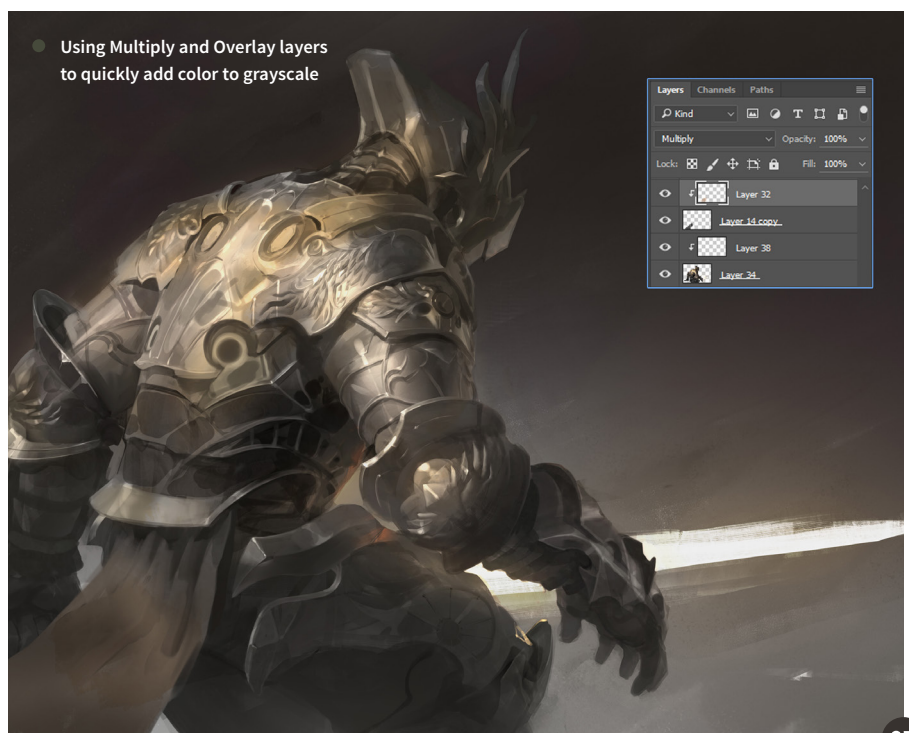 Using Multiply and Overlay layers
to quickly add color to grayscale
Layers Channels Paths
Kind
Multiply Opacity: 100%
Lock: Fill: 100%
Layer 32
Layer 14 copy
Layer 38
Layer 34